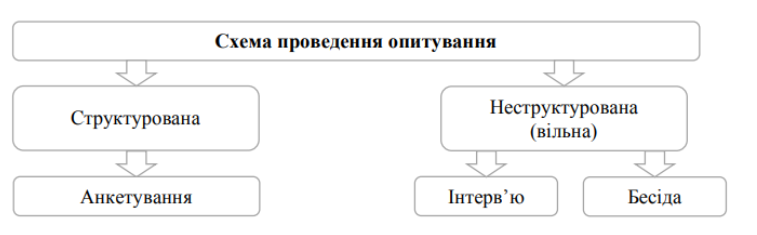 Схема проведення опитування
Структурована
Неструктурована
(вільна)
Анкетування
Інтерв’ю
Бесіда